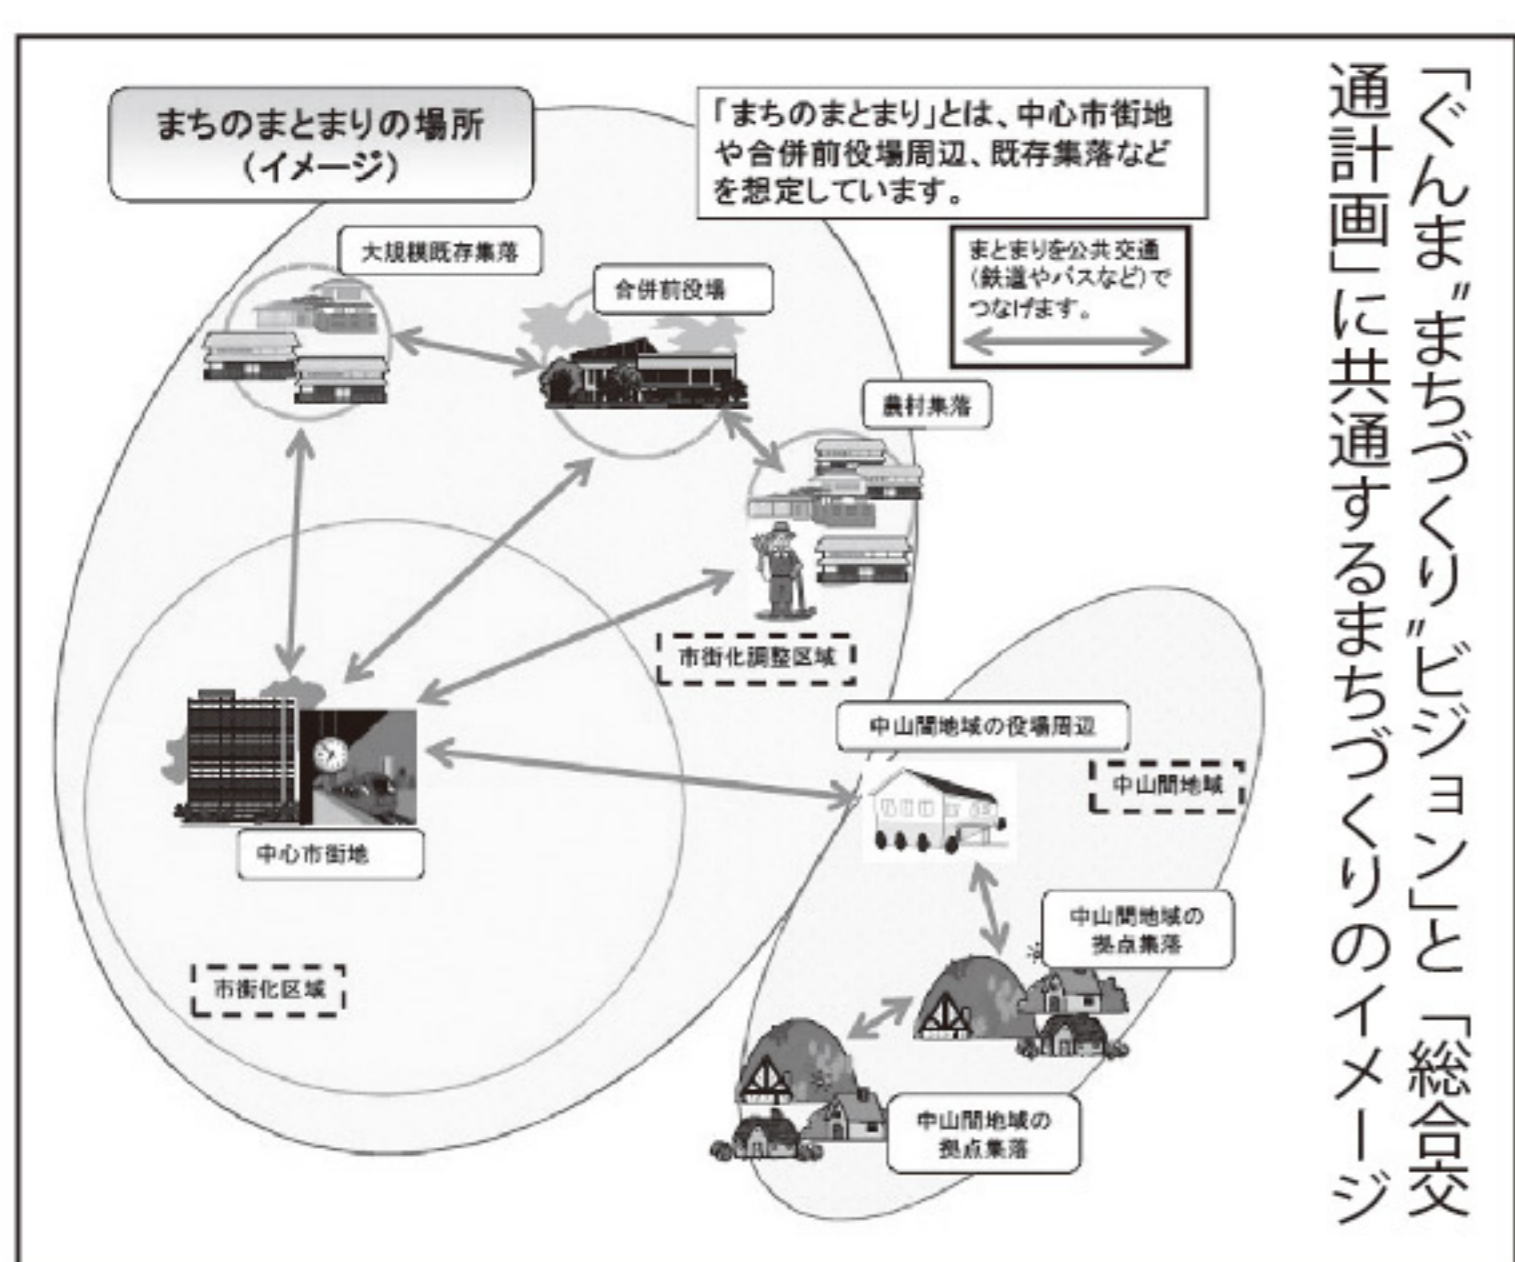 「ぐんま〝まちづくり〟ビジョン」と「総合交
通計画」に共通するまちづくりのイメージ
まちのまとまりの場所
(イメージ)
「まちのまとまり」とは、中心市街地
や合併前役場周辺、既存集落など
を想定しています。
まとまりを公共交通
(鉄道やバスなど)で
つなげます。
大規模既存集落
合併前役場
農村集落
市街化調整区域
中山間地域の役場周辺
中山間地域
中心市街地
中山間地域の
拠点集落
市街化区域
中山間地域の
拠点集落